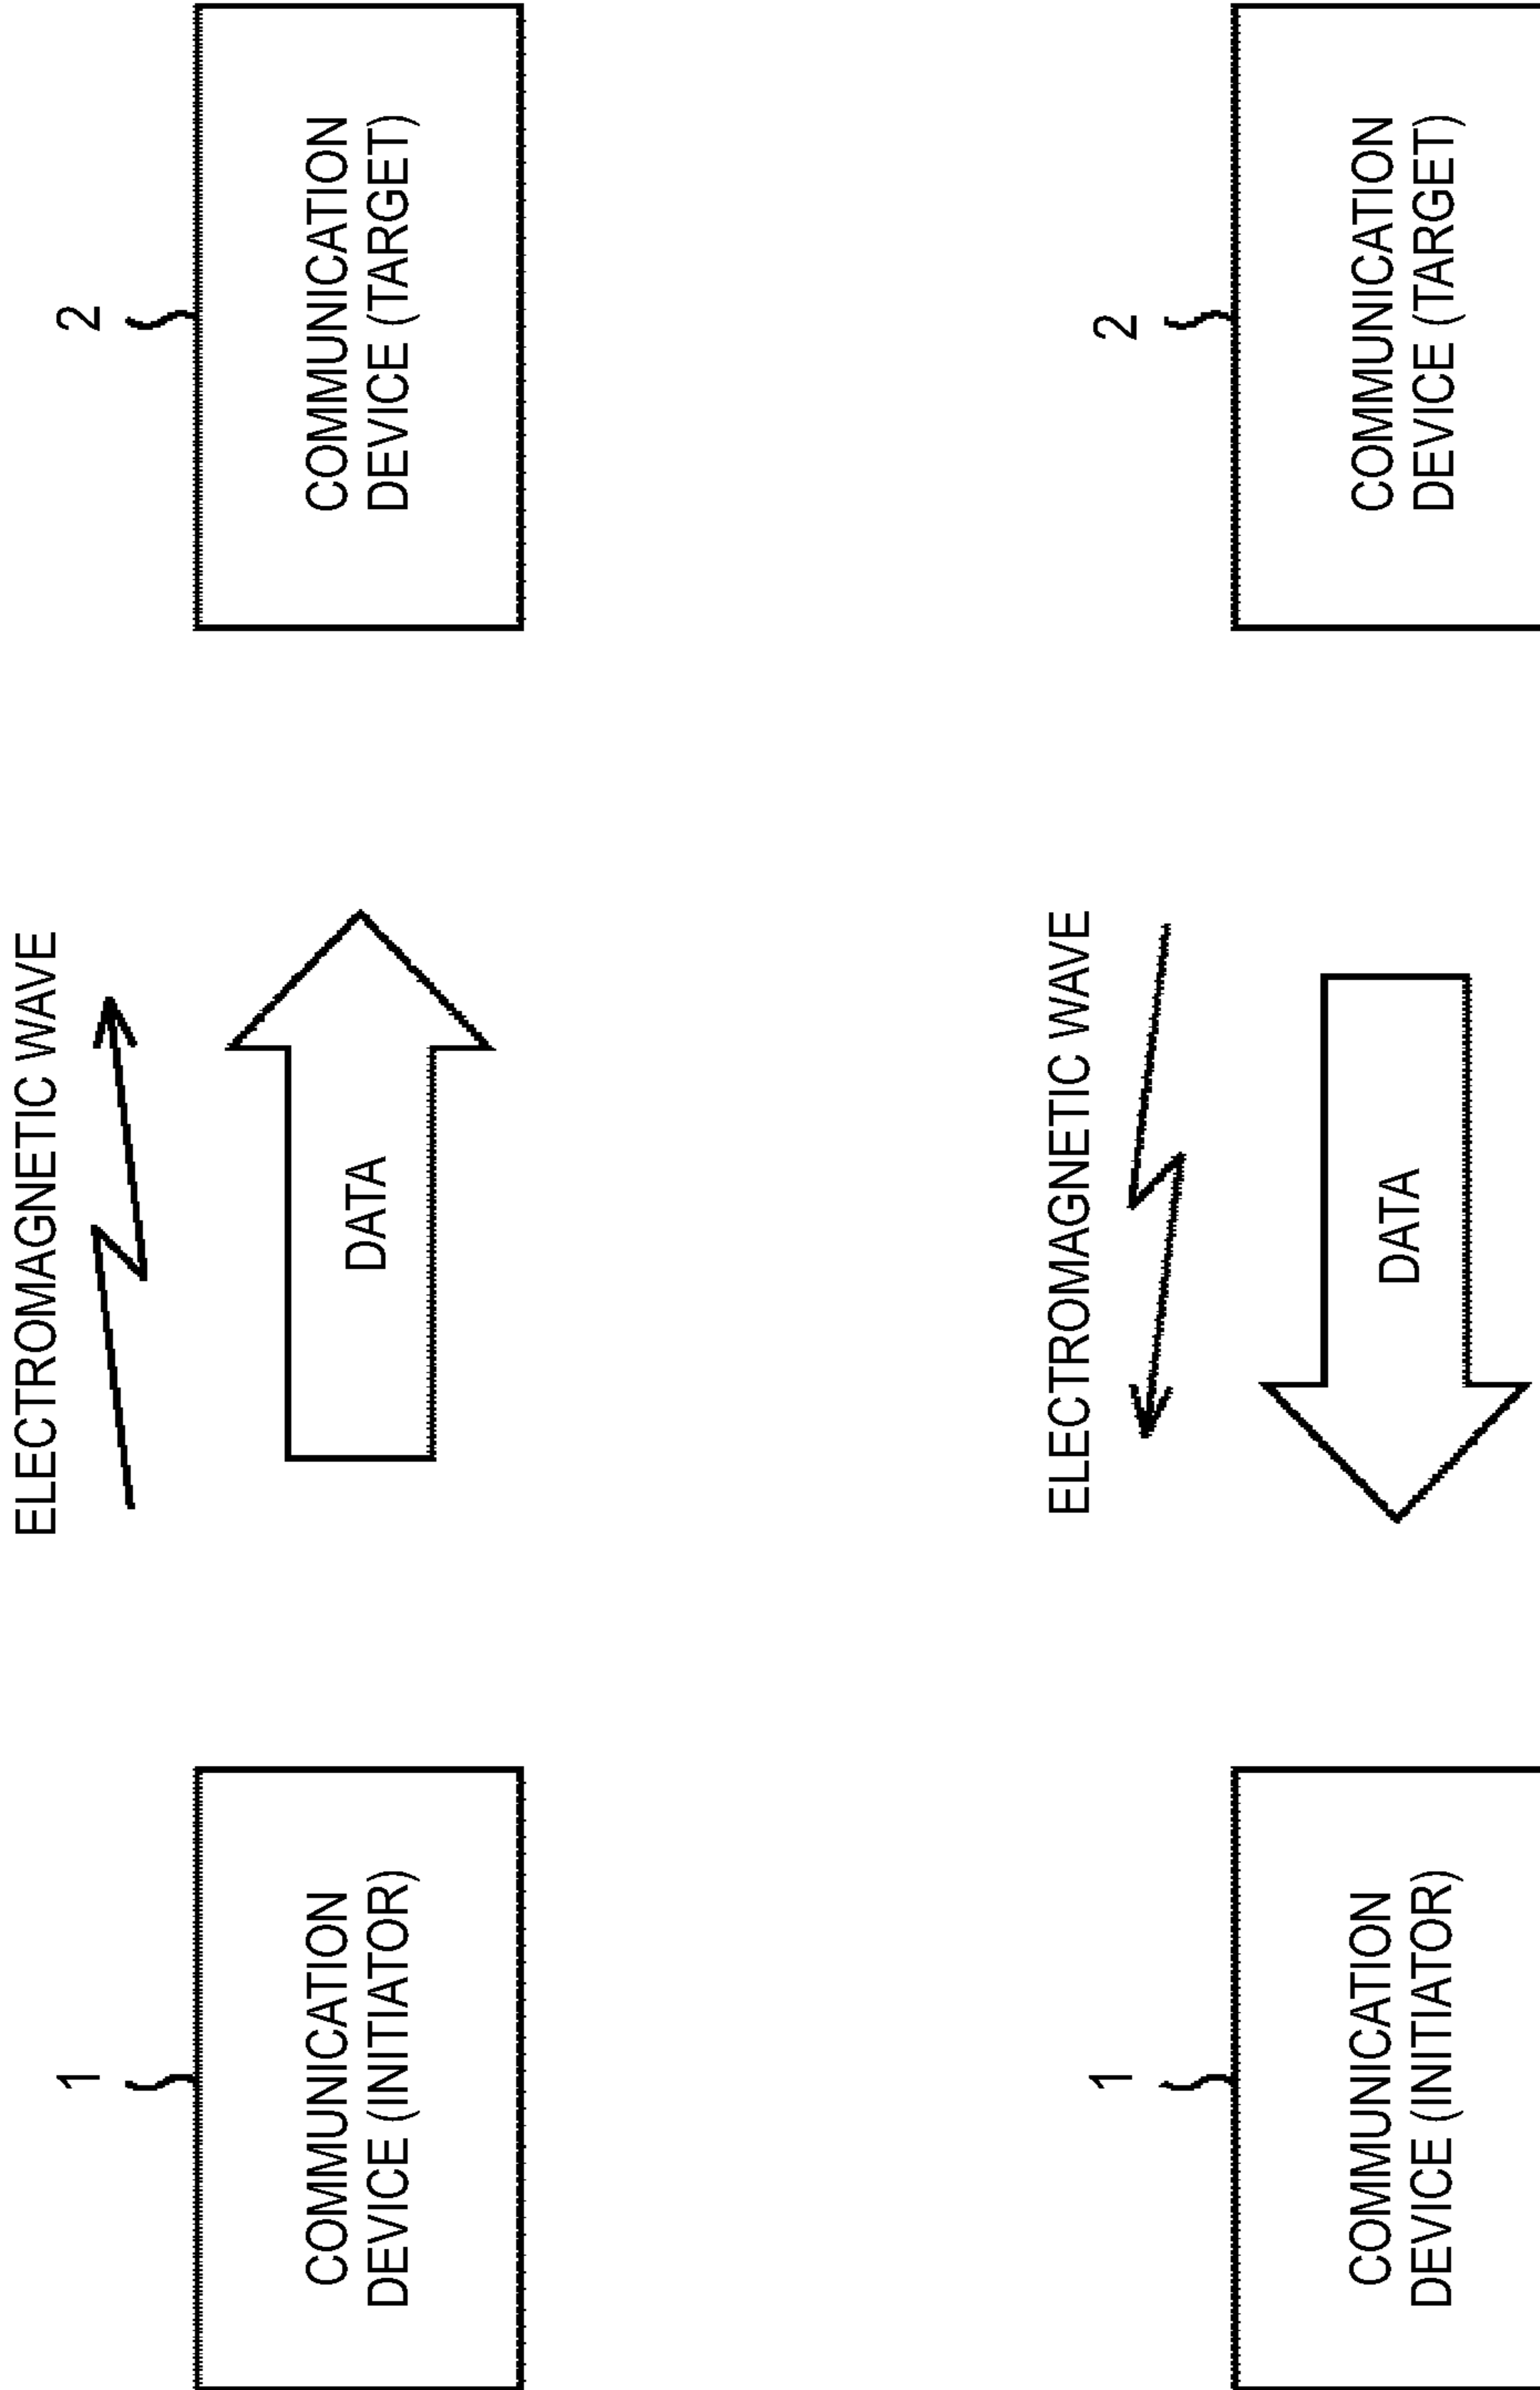 ELECTROMAGNETIC WAVE
1
2
COMMUNICATION
DEVICE (INITIATOR)
DATA
COMMUNICATION
DEVICE (TARGET)
ELECTROMAGNETIC WAVE
1
2
COMMUNICATION
DEVICE (INITIATOR)
DATA
COMMUNICATION
DEVICE (TARGET)